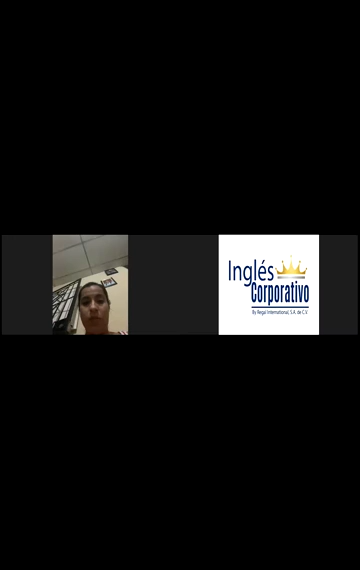 Inglés
Corporativo
By Regal International, S.A. de C.V.